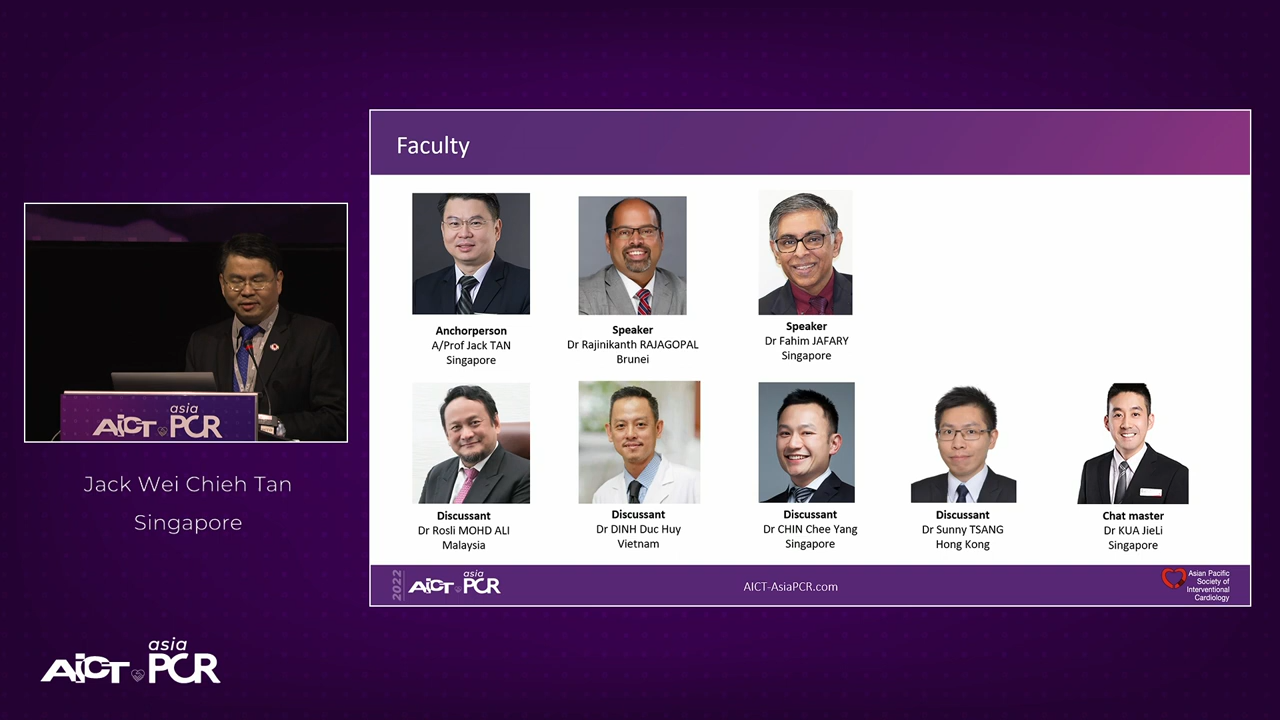 Faculty
Anchorperson
A/Prof Jack TAN
Singapore
Speaker
Dr Rajinikanth RAJAGOPAL
Brunei
Speaker
Dr Fahim JAFARY
Singapore
Discussant
Dr Rosli MOHD ALI
Malaysia
Discussant
Dr DINH Duc Huy
Vietnam
Discussant
Dr CHIN Chee Yang
Singapore
Discussant
Dr Sunny TSANG
Hong Kong
Chat master
Dr KUA JieLi
Singapore
2022
asia
AICT PCR
AICT-AsiaPCR.com
Asian Pacific
Society of
Interventional
Cardiology
asia
AICT PCR
Jack Wei Chieh Tan
Singapore
asia
AICT PCR